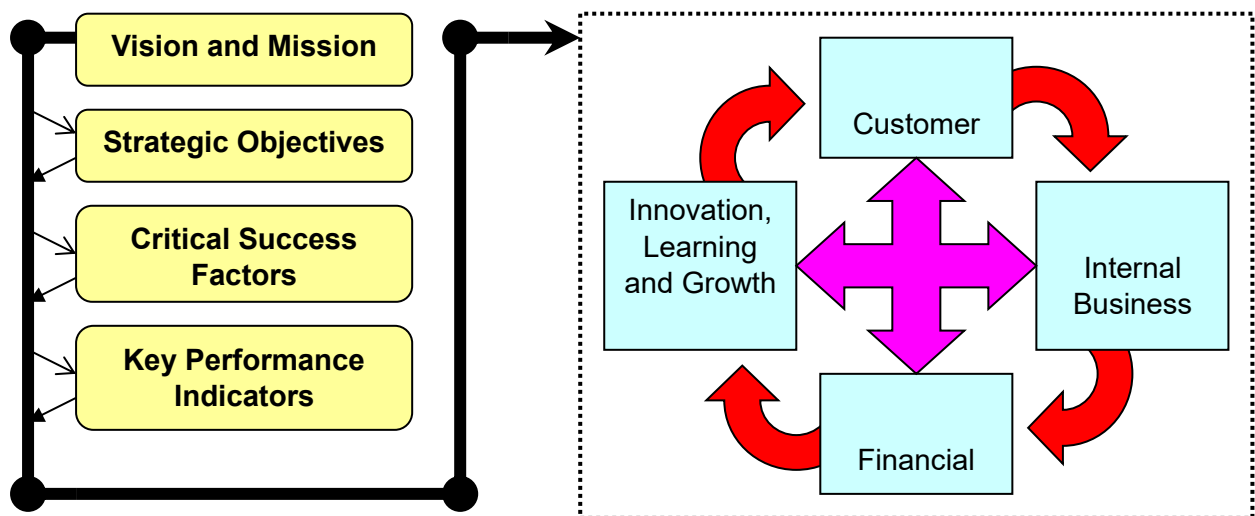 Vision and Mission
Strategic Objectives
Critical Success
Factors
Key Performance
Indicators
Customer
Innovation,
Learning
and Growth
Internal
Business
Financial